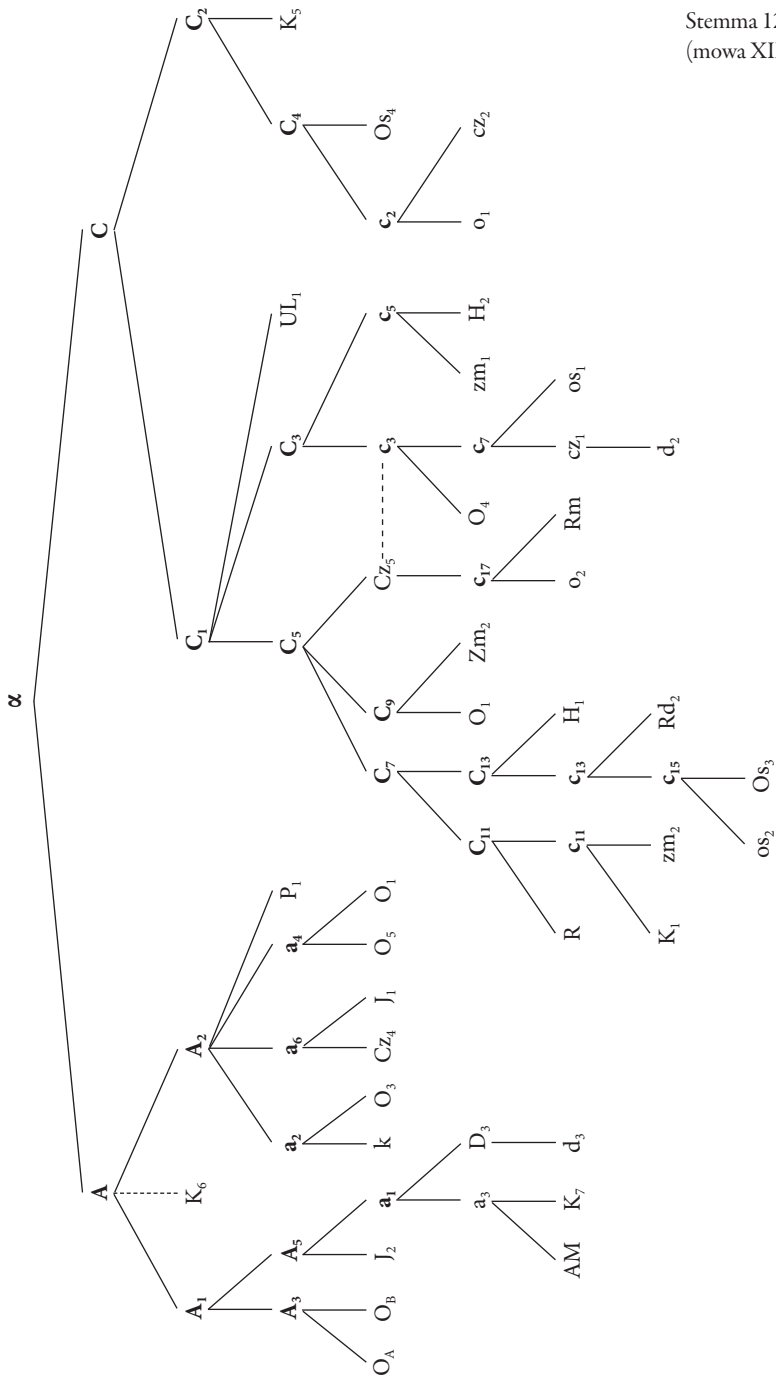 Stemma 12
(mowa XII
α
A C
A₁ K₆ A₂ C₁ C₂
A₃ A₅ a₂ a₆ a₄ P₁ C₅ C₃ UL₁ C₄ K₅
O_A O_B J₂ a₁ k O₃ Cz₄ J₁ O₅ O₁ C₇ C₉ Cz₅ c₃ c₅ c₂ Os₄
a₃ D₃ C₁₁ C₁₃ O₁ Zm₂ c₁₇ O₄ c₇ zm₁ H₂ o₁ cz₂
AM K₇ d₃ R c₁₁ c₁₃ H₁ o₂ Rm cz₁ os₁
K₁ zm₂ c₁₅ Rd₂ d₂
os₂ Os₃